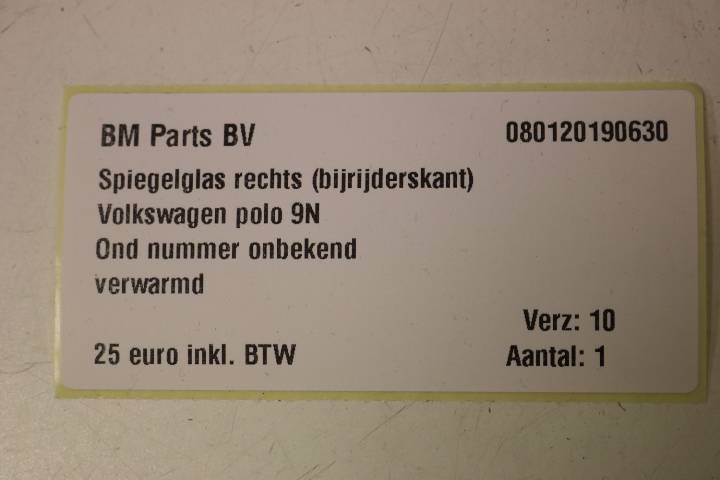 BM Parts BV 080120190630
Spiegelglas rechts (bijrijderskant)
Volkswagen polo 9N
Ond nummer onbekend
verwarmd
Verz: 10
25 euro inkl. BTW Aantal: 1